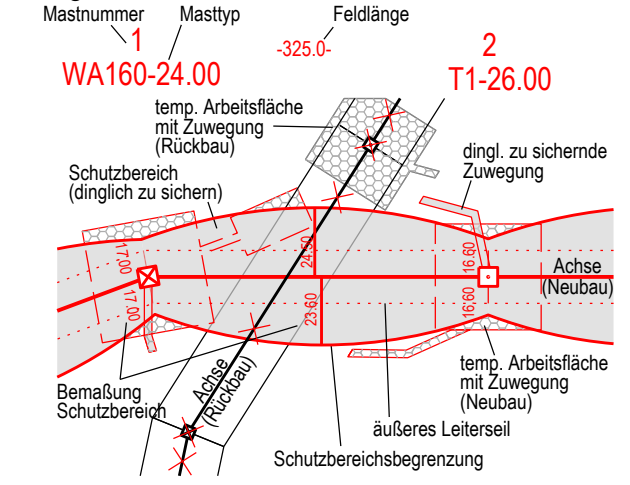 Mastnummer
Masttyp
Feldlänge
1
-325.0-
2
WA160-24.00
T1-26.00
temp. Arbeitsfläche
mit Zuwegung
(Rückbau)
dingl. zu sichernde
Zuwegung
Schutzbereich
(dinglich zu sichern)
17.00
24.50
16.60
Achse
(Neubau)
17.00
23.60
16.60
temp. Arbeitsfläche
mit Zuwegung
(Neubau)
Achse
(Rückbau)
Bemaßung
Schutzbereich
äußeres Leiterseil
Schutzbereichsbegrenzung